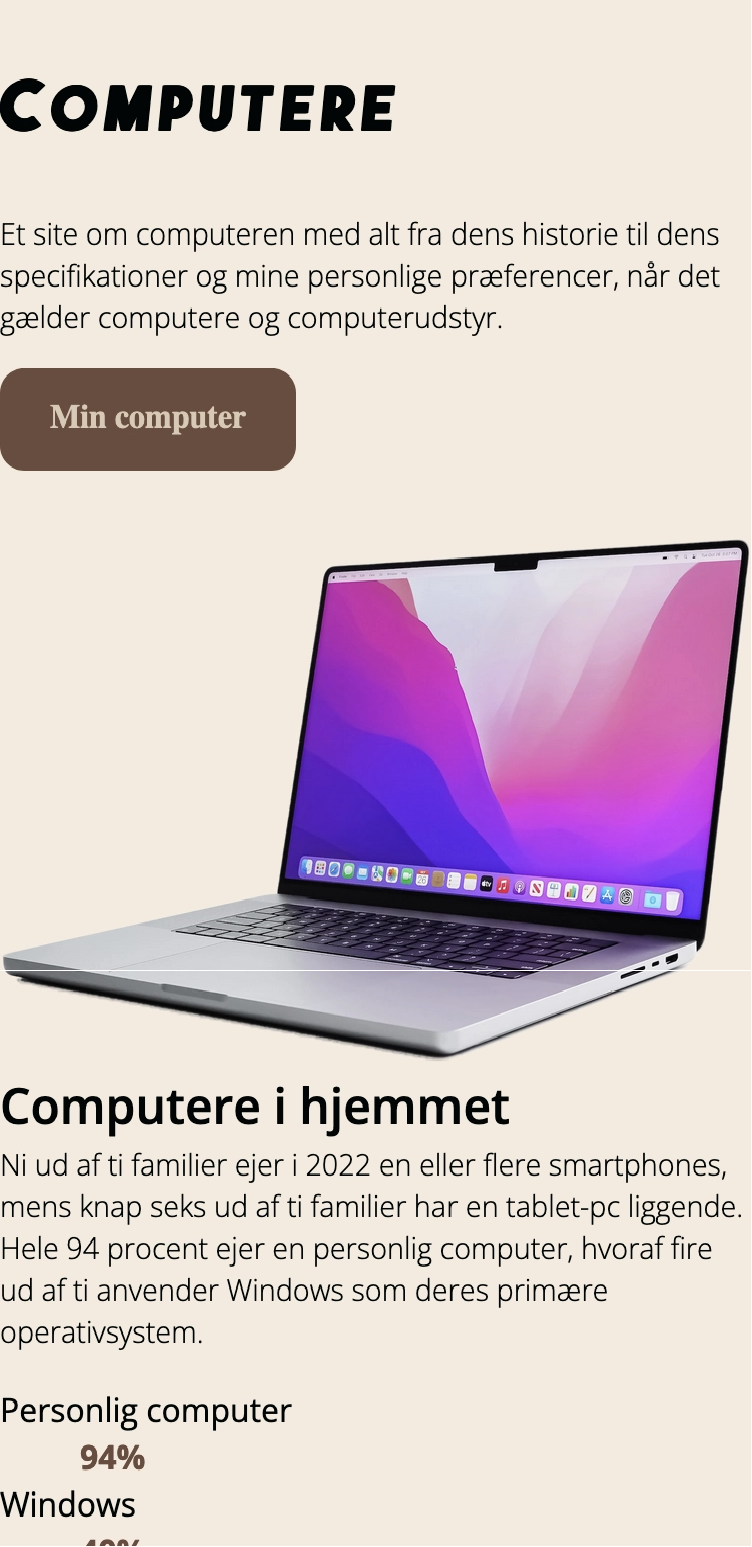 Computere
Et site om computeren med alt fra dens historie til dens
specifikationer og mine personlige præferencer, når det
gælder computere og computerudstyr.
Min computer
Computere i hjemmet
Ni ud af ti familier ejer i 2022 en eller flere smartphones,
mens knap seks ud af ti familier har en tablet-pc liggende.
Hele 94 procent ejer en personlig computer, hvoraf fire
ud af ti anvender Windows som deres primære
operativsystem.
Personlig computer
94%
Windows